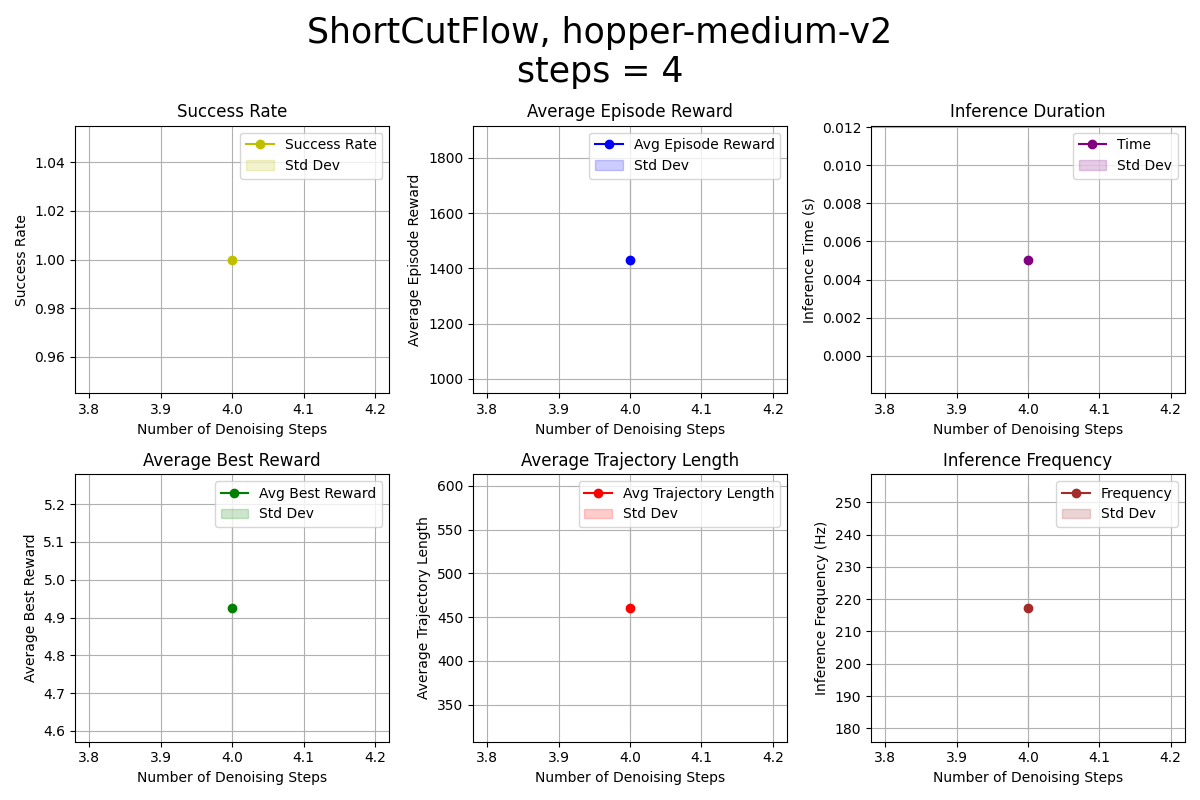 ShortCutFlow, hopper-medium-v2
steps = 4
Success Rate
Success Rate
1.04
1.02
1.00
0.98
0.96
Success Rate
Std Dev
3.8 3.9 4.0 4.1 4.2
Number of Denoising Steps
Average Episode Reward
Average Episode Reward
1800
1600
1400
1200
1000
Avg Episode Reward
Std Dev
3.8 3.9 4.0 4.1 4.2
Number of Denoising Steps
Inference Duration
Inference Time (s)
0.012
0.010
0.008
0.006
0.004
0.002
0.000
Time
Std Dev
3.8 3.9 4.0 4.1 4.2
Number of Denoising Steps
Average Best Reward
Average Best Reward
5.2
5.1
5.0
4.9
4.8
4.7
4.6
Avg Best Reward
Std Dev
3.8 3.9 4.0 4.1 4.2
Number of Denoising Steps
Average Trajectory Length
Average Trajectory Length
600
550
500
450
400
350
Avg Trajectory Length
Std Dev
3.8 3.9 4.0 4.1 4.2
Number of Denoising Steps
Inference Frequency
Inference Frequency (Hz)
250
240
230
220
210
200
190
180
Frequency
Std Dev
3.8 3.9 4.0 4.1 4.2
Number of Denoising Steps